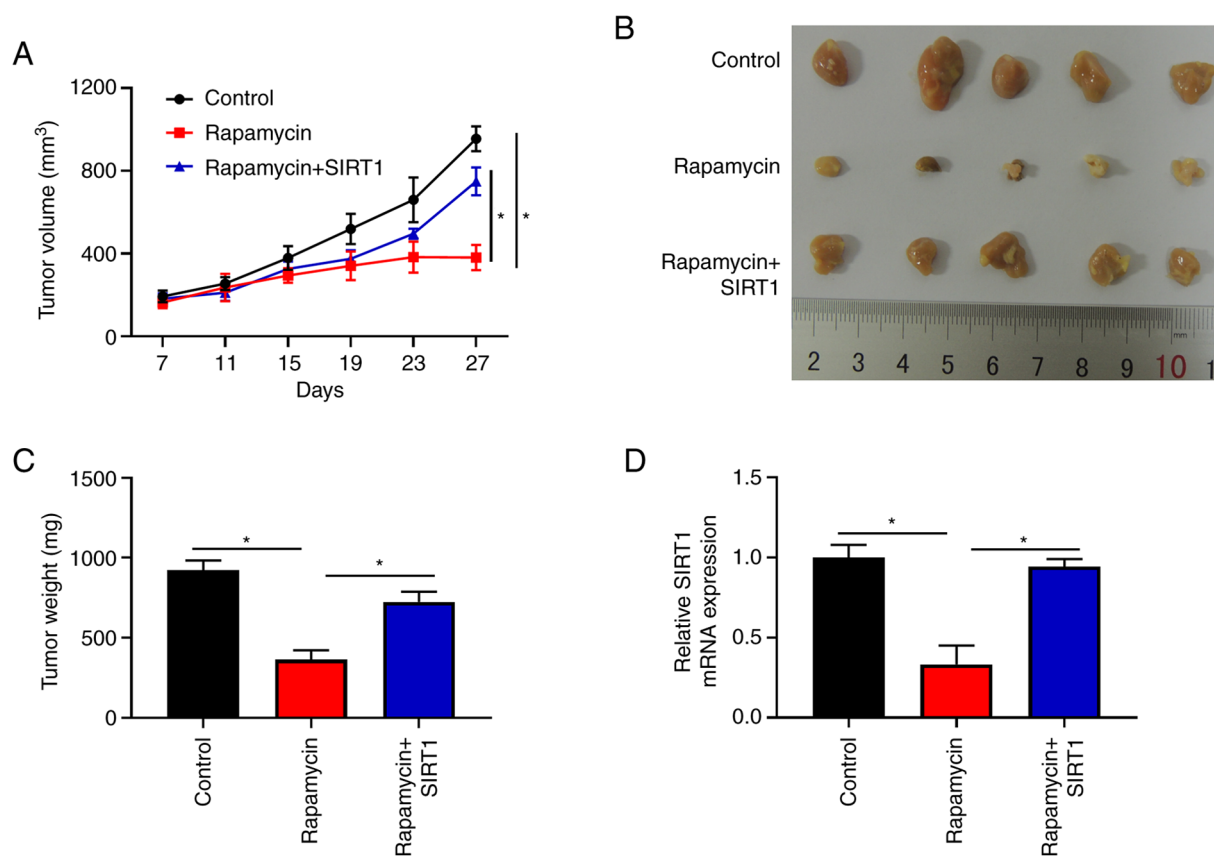 A
1200
800
400
0
Tumor volume (mm³)
Control
Rapamycin
Rapamycin+SIRT1
*
*
7 11 15 19 23 27
Days
B
Control
Rapamycin
Rapamycin+
SIRT1
mm
2 3 4 5 6 7 8 9 10 1
C
1500
1000
500
0
Tumor weight (mg)
*
*
Control
Rapamycin
Rapamycin+
SIRT1
D
1.5
1.0
0.5
0.0
Relative SIRT1
mRNA expression
*
*
Control
Rapamycin
Rapamycin+
SIRT1